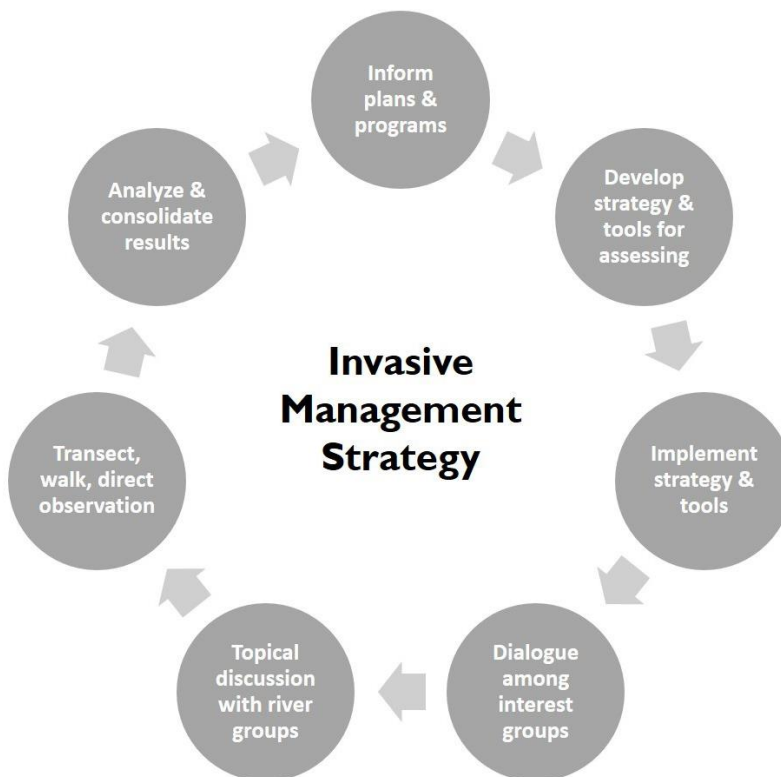 Inform
plans &
programs
Develop
strategy &
tools for
assessing
Implement
strategy &
tools
Dialogue
among
interest
groups
Topical
discussion
with river
groups
Transect,
walk, direct
observation
Analyze &
consolidate
results
Invasive
Management
Strategy